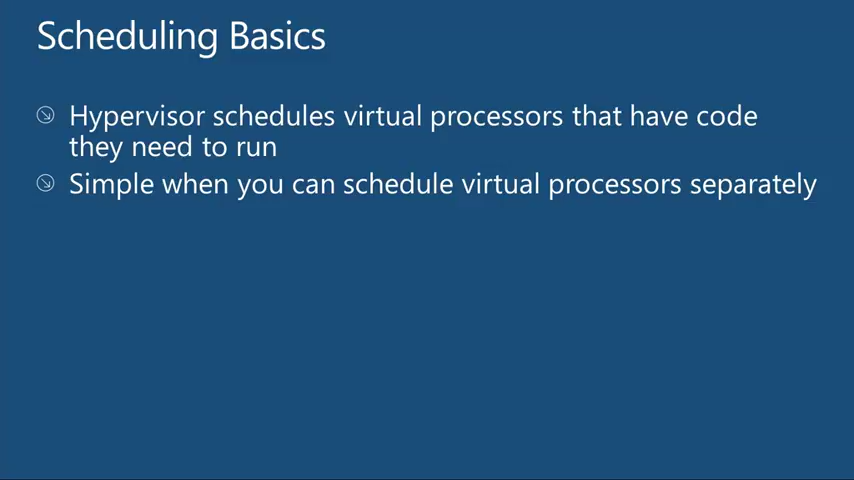 Scheduling Basics
Hypervisor schedules virtual processors that have code
they need to run
Simple when you can schedule virtual processors separately